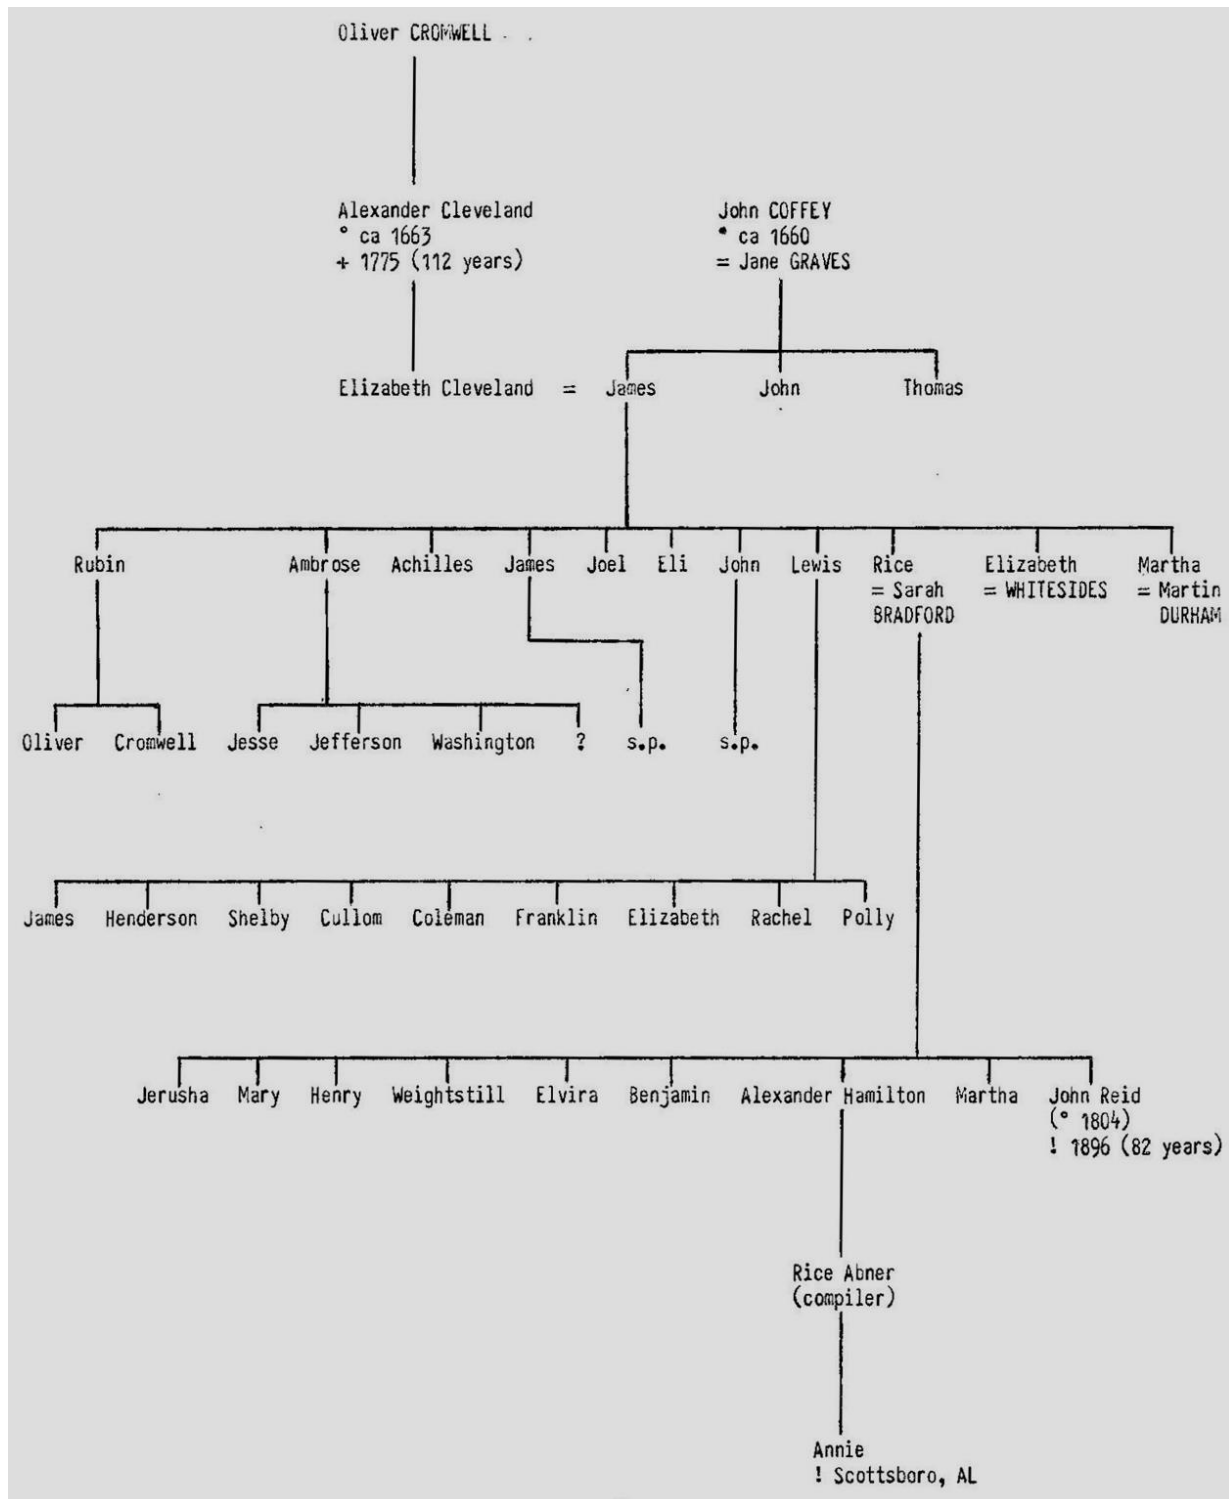 Oliver CROMWELL
Alexander Cleveland
° ca 1663
+ 1775 (112 years)
John COFFEY
* ca 1660
= Jane GRAVES
Elizabeth Cleveland = James John Thomas
Rubin Ambrose Achilles James Joel Eli John Lewis Rice Elizabeth Martha
= Sarah = WHITESIDES = Martin
BRADFORD DURHAM
Oliver Cromwell Jesse Jefferson Washington ? s.p. s.p.
James Henderson Shelby Cullom Coleman Franklin Elizabeth Rachel Polly
Jerusha Mary Henry Weightstill Elvira Benjamin Alexander Hamilton Martha John Reid
(° 1804)
! 1896 (82 years)
Rice Abner
(compiler)
Annie
! Scottsboro, AL